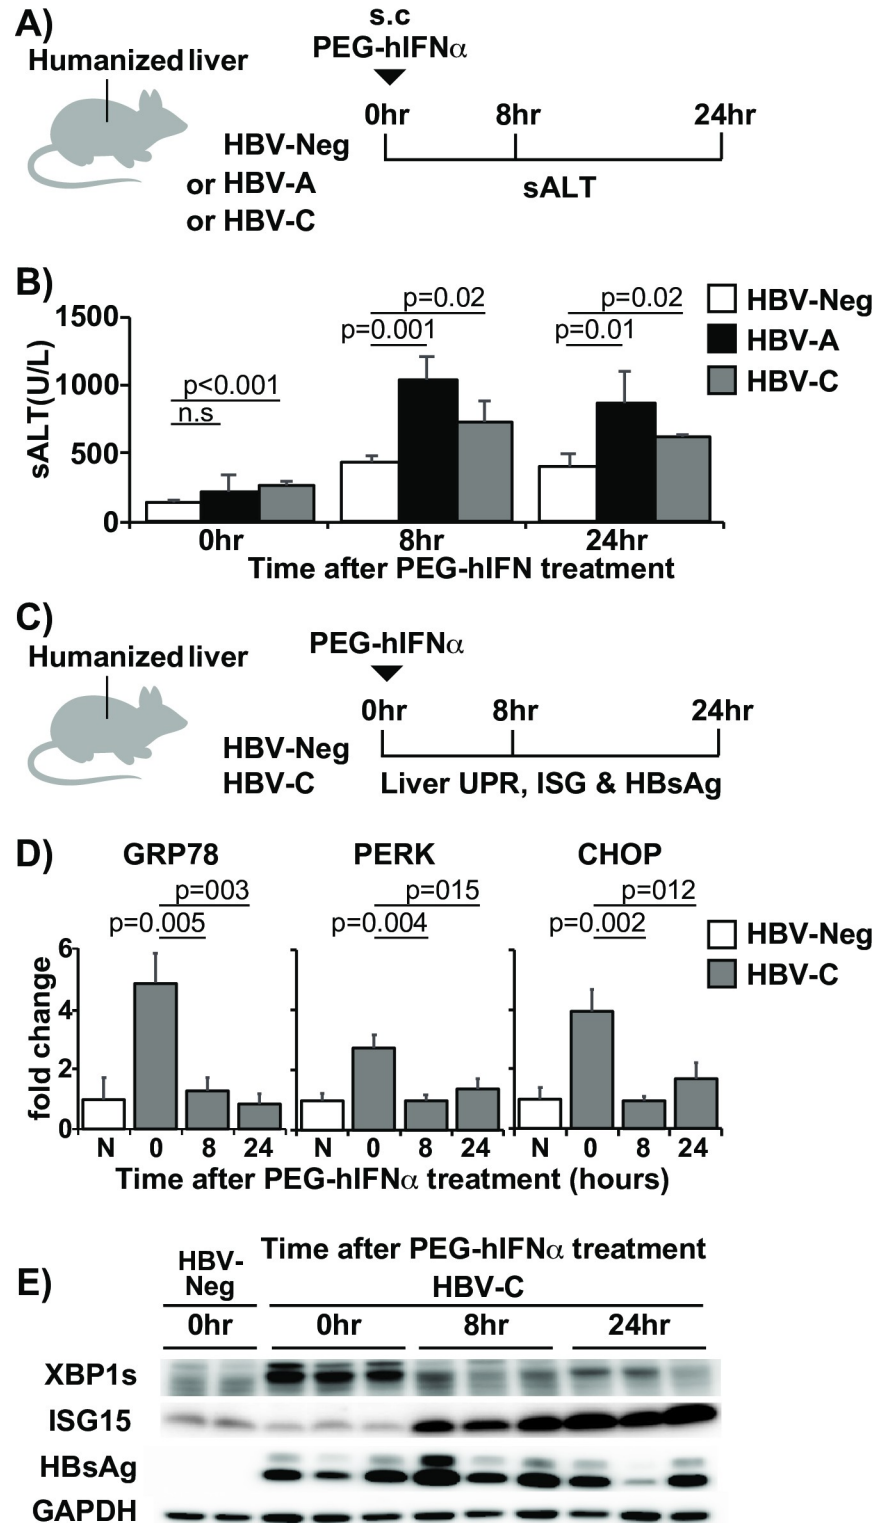 A)
s.c
PEG-hIFNα
Humanized liver
0hr 8hr 24hr
HBV-Neg
or HBV-A
or HBV-C
sALT
B)
p=0.02 p=0.02
p=0.001 p=0.01
p<0.001
n.s
HBV-Neg
HBV-A
HBV-C
sALT(U/L)
1500
1000
500
0
0hr 8hr 24hr
Time after PEG-hIFN treatment
C)
PEG-hIFNα
Humanized liver
0hr 8hr 24hr
HBV-Neg
HBV-C
Liver UPR, ISG & HBsAg
D)
GRP78 PERK CHOP
p=003 p=015 p=012
p=0.005 p=0.004 p=0.002
HBV-Neg
HBV-C
fold change
6
4
2
0
N 0 8 24 N 0 8 24 N 0 8 24
Time after PEG-hIFNα treatment (hours)
E)
Time after PEG-hIFNα treatment
HBV-
Neg
HBV-C
0hr 0hr 8hr 24hr
XBP1s
ISG15
HBsAg
GAPDH